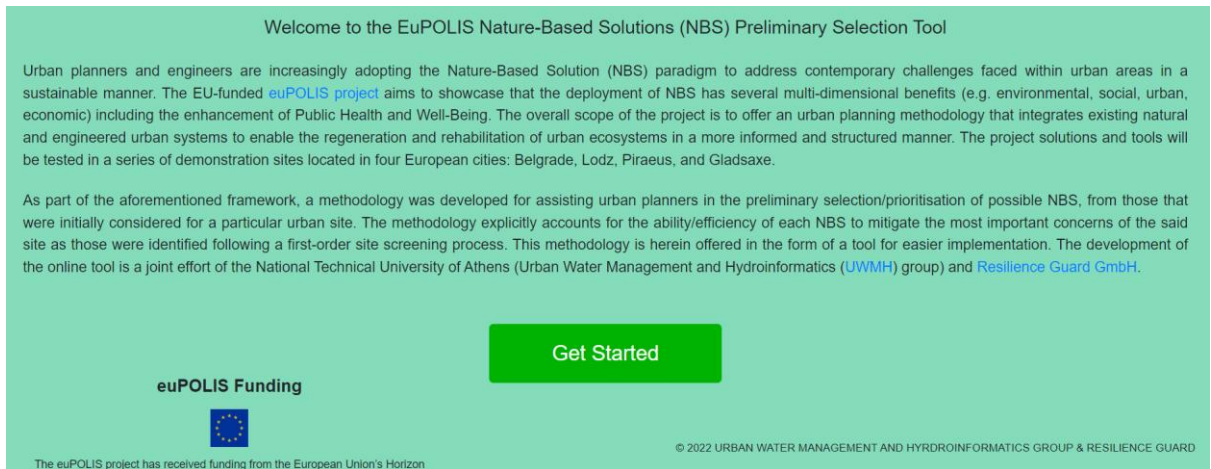 Welcome to the EuPOLIS Nature-Based Solutions (NBS) Preliminary Selection Tool
Urban planners and engineers are increasingly adopting the Nature-Based Solution (NBS) paradigm to address contemporary challenges faced within urban areas in a
sustainable manner. The EU-funded euPOLIS project aims to showcase that the deployment of NBS has several multi-dimensional benefits (e.g. environmental, social, urban,
economic) including the enhancement of Public Health and Well-Being. The overall scope of the project is to offer an urban planning methodology that integrates existing natural
and engineered urban systems to enable the regeneration and rehabilitation of urban ecosystems in a more informed and structured manner. The project solutions and tools will
be tested in a series of demonstration sites located in four European cities: Belgrade, Lodz, Piraeus, and Gladsaxe.
As part of the aforementioned framework, a methodology was developed for assisting urban planners in the preliminary selection/prioritisation of possible NBS, from those that
were initially considered for a particular urban site. The methodology explicitly accounts for the ability/efficiency of each NBS to mitigate the most important concerns of the said
site as those were identified following a first-order site screening process. This methodology is herein offered in the form of a tool for easier implementation. The development of
the online tool is a joint effort of the National Technical University of Athens (Urban Water Management and Hydroinformatics (UWMH) group) and Resilience Guard GmbH.
Get Started
euPOLIS Funding
© 2022 URBAN WATER MANAGEMENT AND HYRDROINFORMATICS GROUP & RESILIENCE GUARD
The euPOLIS project has received funding from the European Union's Horizon